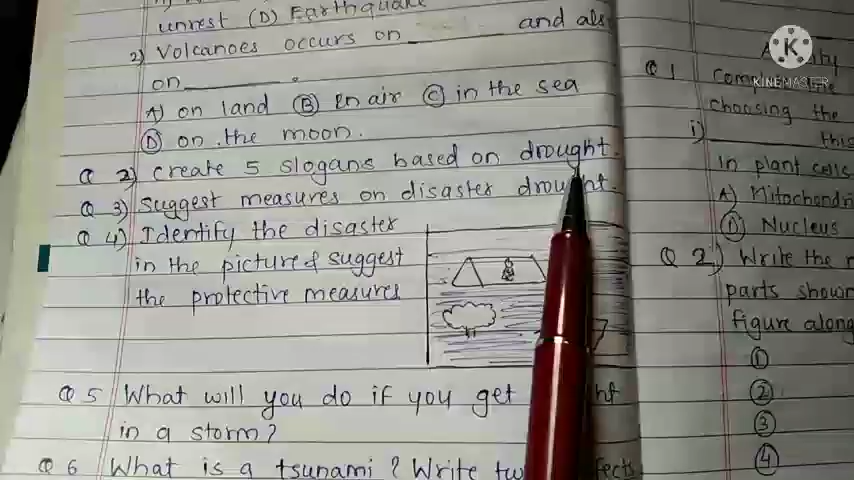 unrest (D) Earthquake
2) Volcanoes occurs on ______ and als
on ______.
A) on land (B) In air (C) in the sea
(D) on the moon.
Q 2) Create 5 slogans based on drought.
Q 3) Suggest measures on disaster drought.
Q 4) Identify the disaster
in the picture & suggest
the protective measures
Q 5 What will you do if you get
in a storm?
Q 6 What is a tsunami? Write tw
Q 1
choosing the
i) this
in plant cells
A) Mitochondri
(D) Nucleus
Q 2) Write the
parts shown
figure along
①
②
③
④
K
KINEMASTER